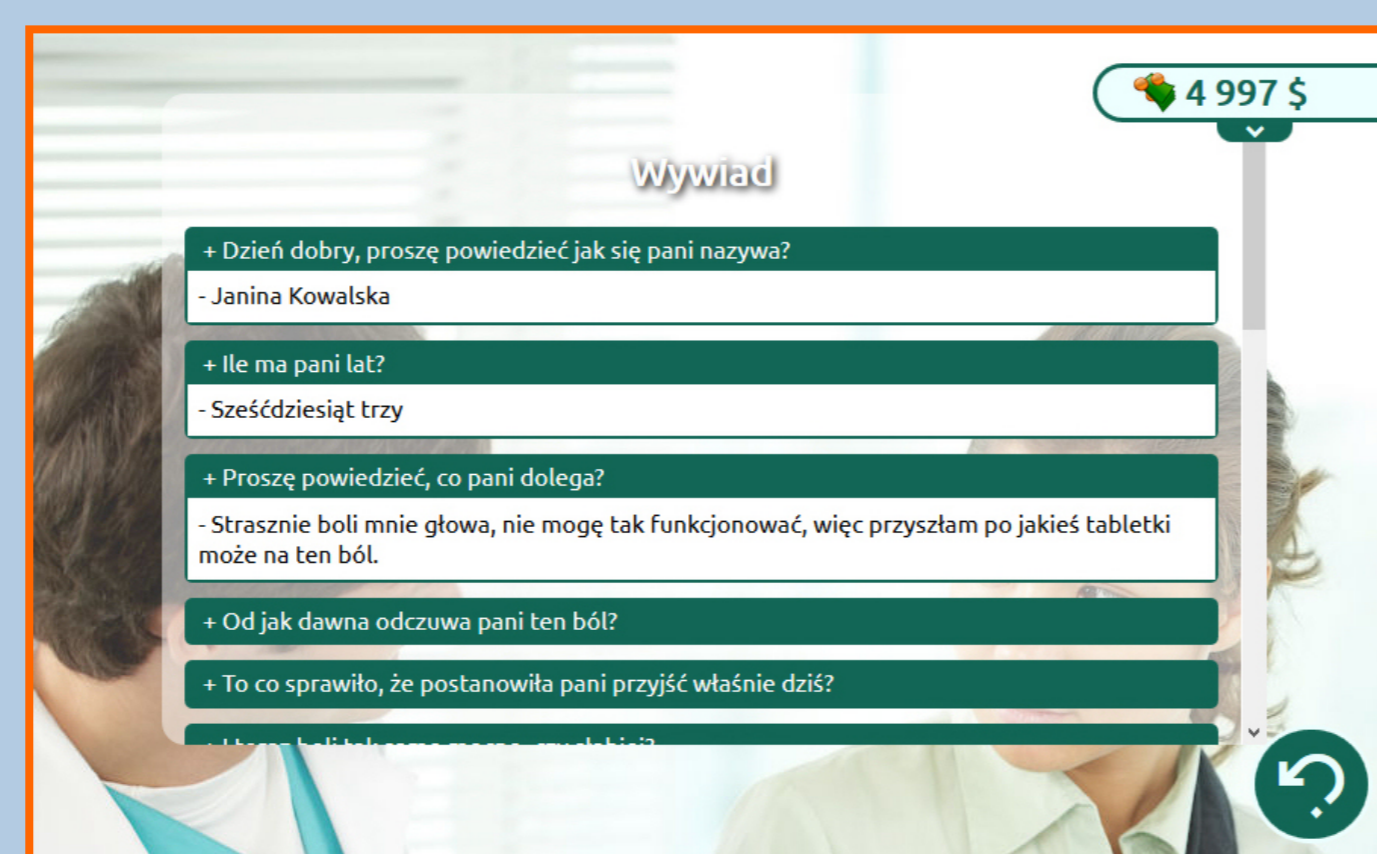 4 997 $
Wywiad
+ Dzień dobry, proszę powiedzieć jak się pani nazywa?
- Janina Kowalska
+ Ile ma pani lat?
- Sześćdziesiąt trzy
+ Proszę powiedzieć, co pani dolega?
- Strasznie boli mnie głowa, nie mogę tak funkcjonować, więc przyszłam po jakieś tabletki
może na ten ból.
+ Od jak dawna odczuwa pani ten ból?
+ To co sprawiło, że postanowiła pani przyjść właśnie dziś?